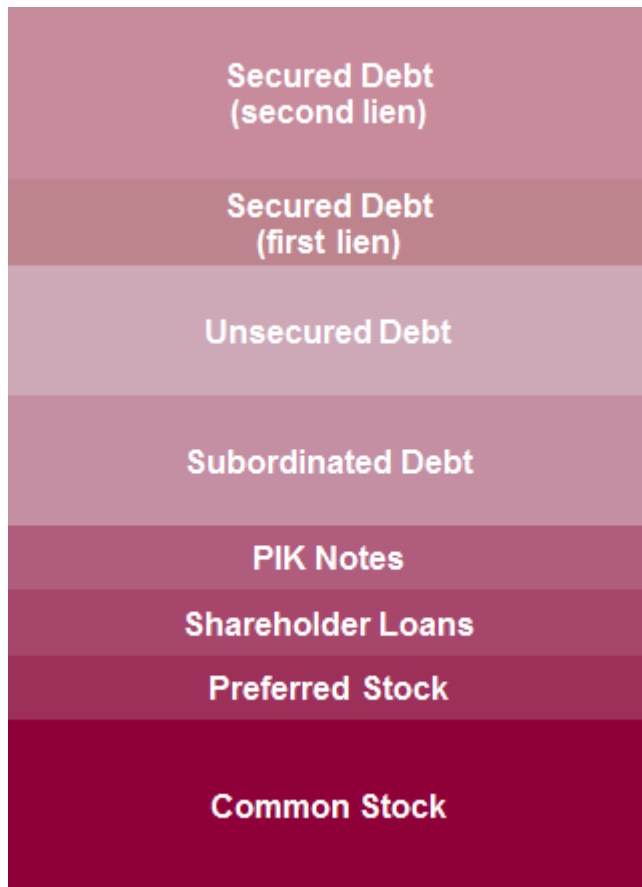 Secured Debt
(second lien)
Secured Debt
(first lien)
Unsecured Debt
Subordinated Debt
PIK Notes
Shareholder Loans
Preferred Stock
Common Stock